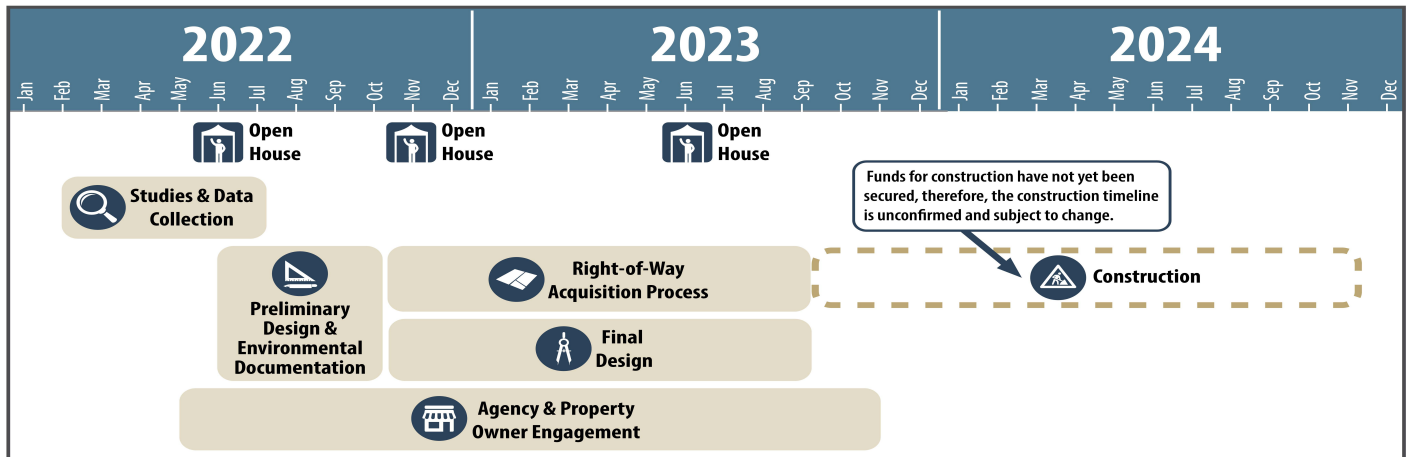 2022
2023
2024
Jan
Feb
Mar
Apr
May
Jun
Jul
Aug
Sep
Oct
Nov
Dec
Jan
Feb
Mar
Apr
May
Jun
Jul
Aug
Sep
Oct
Nov
Dec
Jan
Feb
Mar
Apr
May
Jun
Jul
Aug
Sep
Oct
Nov
Dec
Open
House
Open
House
Open
House
Studies & Data
Collection
Funds for construction have not yet been
secured, therefore, the construction timeline
is unconfirmed and subject to change.
Preliminary
Design &
Environmental
Documentation
Right-of-Way
Acquisition Process
Construction
Final
Design
Agency & Property
Owner Engagement